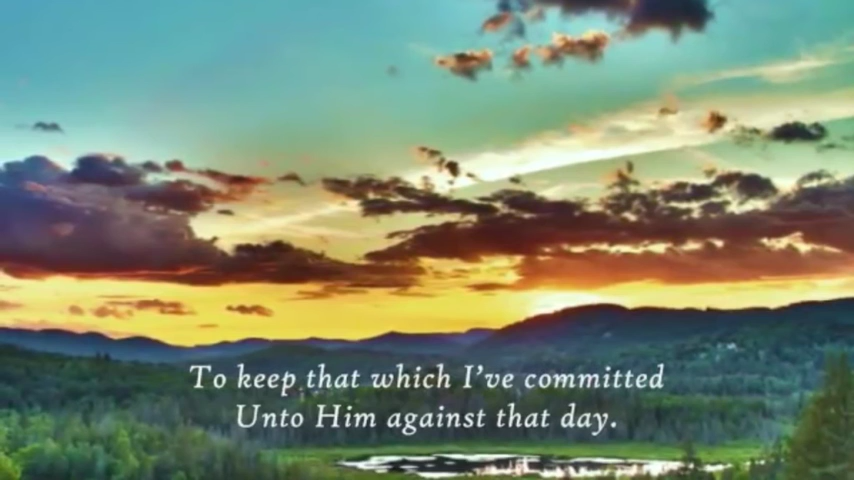 To keep that which I've committed
Unto Him against that day.